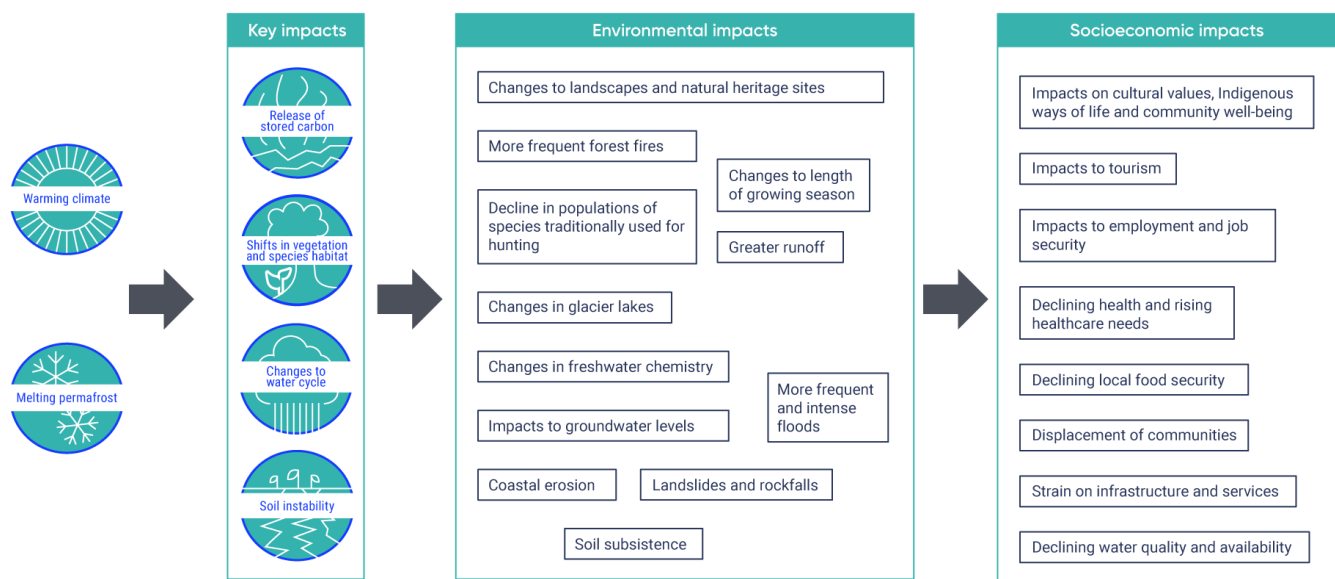 Key impacts
Environmental impacts
Socioeconomic impacts
Warming climate
Melting permafrost
Release of
stored carbon
Shifts in vegetation
and species habitat
Changes to
water cycle
Soil instability
Changes to landscapes and natural heritage sites
More frequent forest fires
Changes to length
of growing season
Decline in populations of
species traditionally used for
hunting
Greater runoff
Changes in glacier lakes
Changes in freshwater chemistry
More frequent
and intense
floods
Impacts to groundwater levels
Coastal erosion
Landslides and rockfalls
Soil subsistence
Impacts on cultural values, Indigenous
ways of life and community well-being
Impacts to tourism
Impacts to employment and job
security
Declining health and rising
healthcare needs
Declining local food security
Displacement of communities
Strain on infrastructure and services
Declining water quality and availability